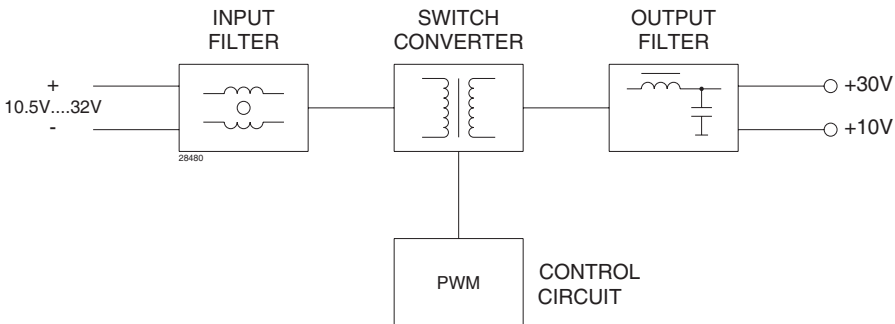 INPUT
FILTER
SWITCH
CONVERTER
OUTPUT
FILTER
+
10.5V....32V
-
28480
+30V
+10V
PWM
CONTROL
CIRCUIT